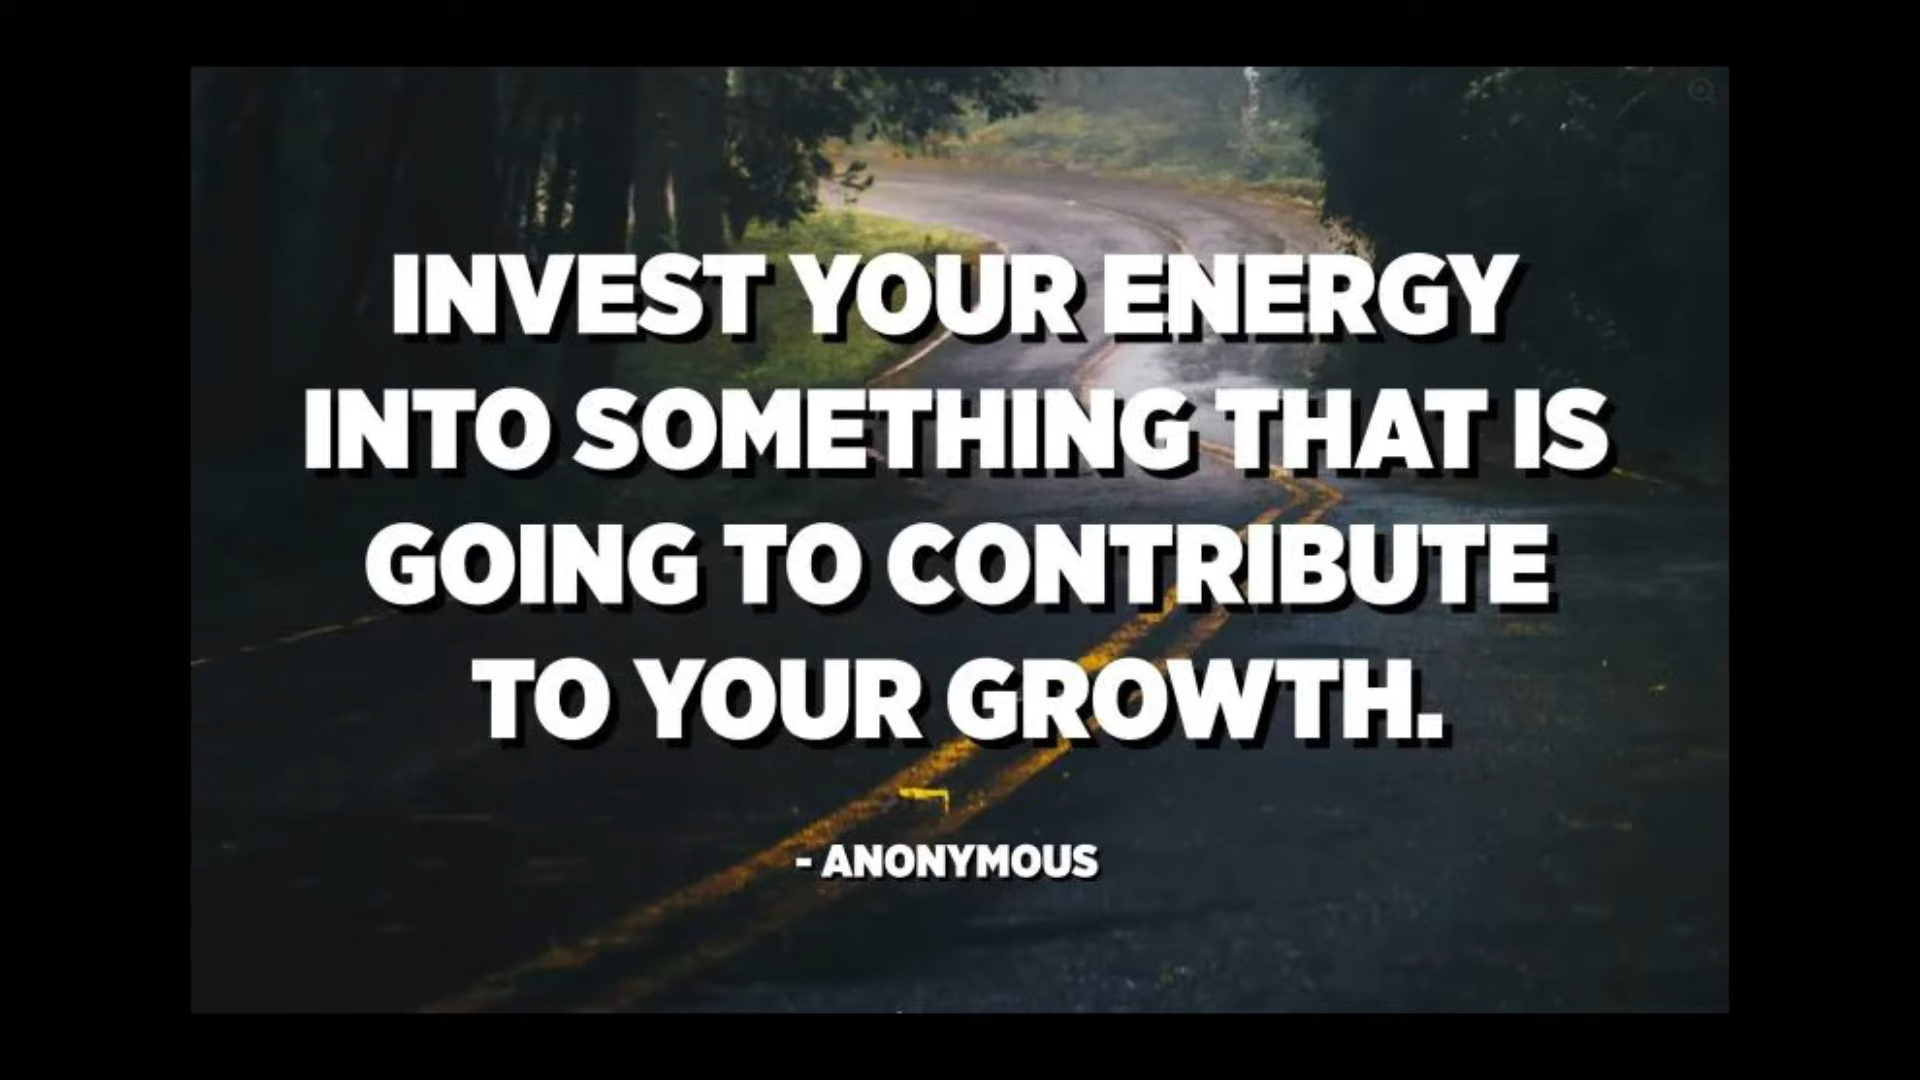 INVEST YOUR ENERGY
INTO SOMETHING THAT IS
GOING TO CONTRIBUTE
TO YOUR GROWTH.
- ANONYMOUS